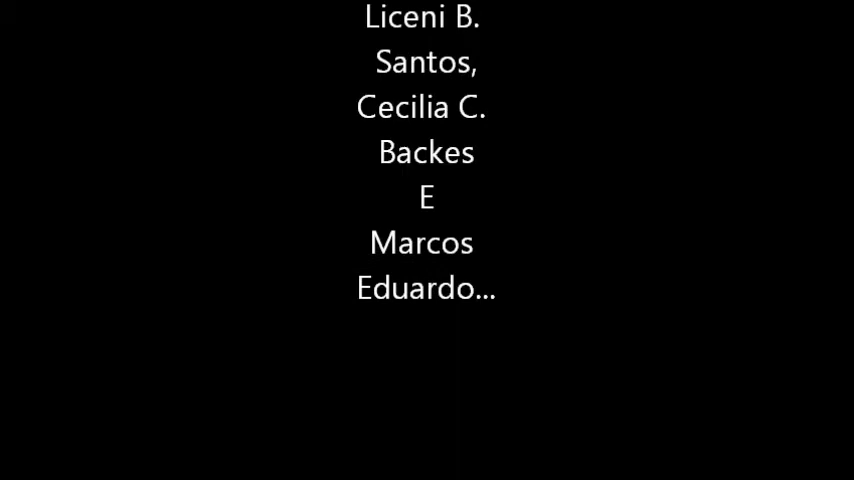 Liceni B.
Santos,
Cecilia C.
Backes
E
Marcos
Eduardo...